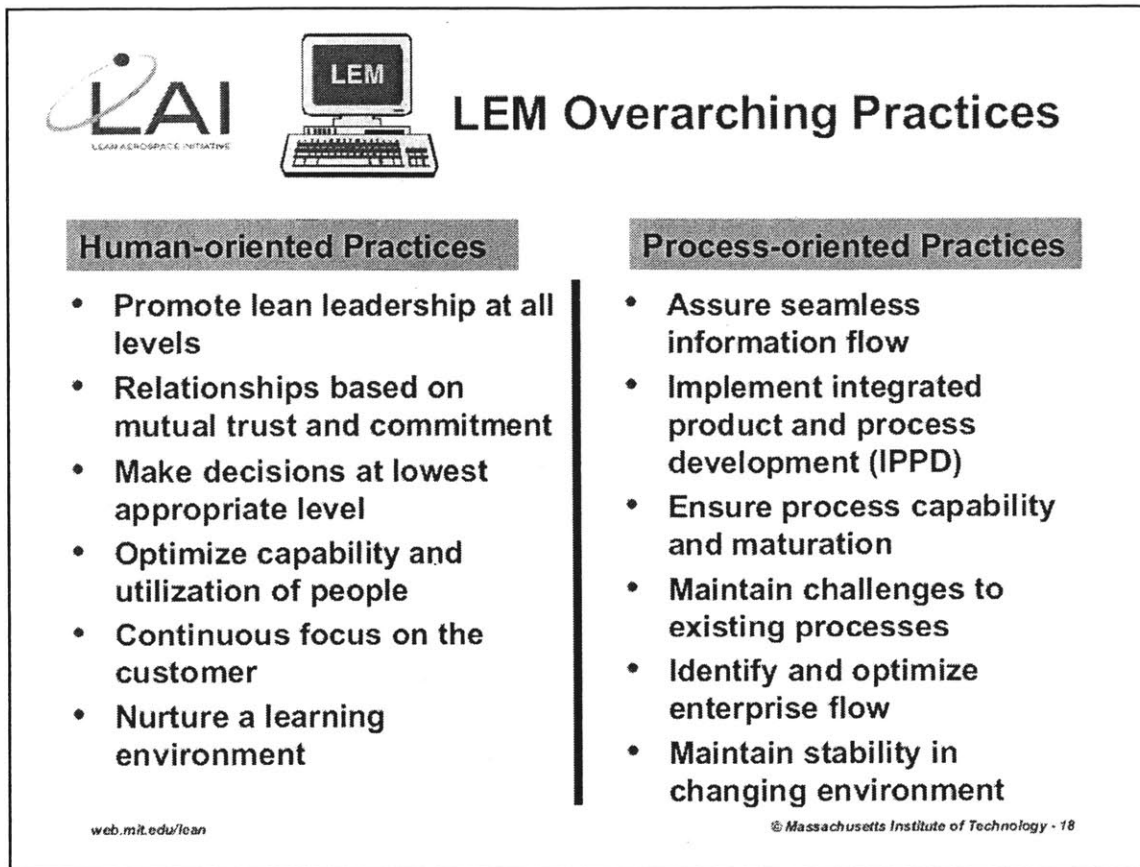 LAI
LEAN AEROSPACE INITIATIVE
LEM
LEM Overarching Practices
Human-oriented Practices
• Promote lean leadership at all
levels
• Relationships based on
mutual trust and commitment
• Make decisions at lowest
appropriate level
• Optimize capability and
utilization of people
• Continuous focus on the
customer
• Nurture a learning
environment
Process-oriented Practices
• Assure seamless
information flow
• Implement integrated
product and process
development (IPPD)
• Ensure process capability
and maturation
• Maintain challenges to
existing processes
• Identify and optimize
enterprise flow
• Maintain stability in
changing environment
web.mit.edu/lean
© Massachusetts Institute of Technology - 18